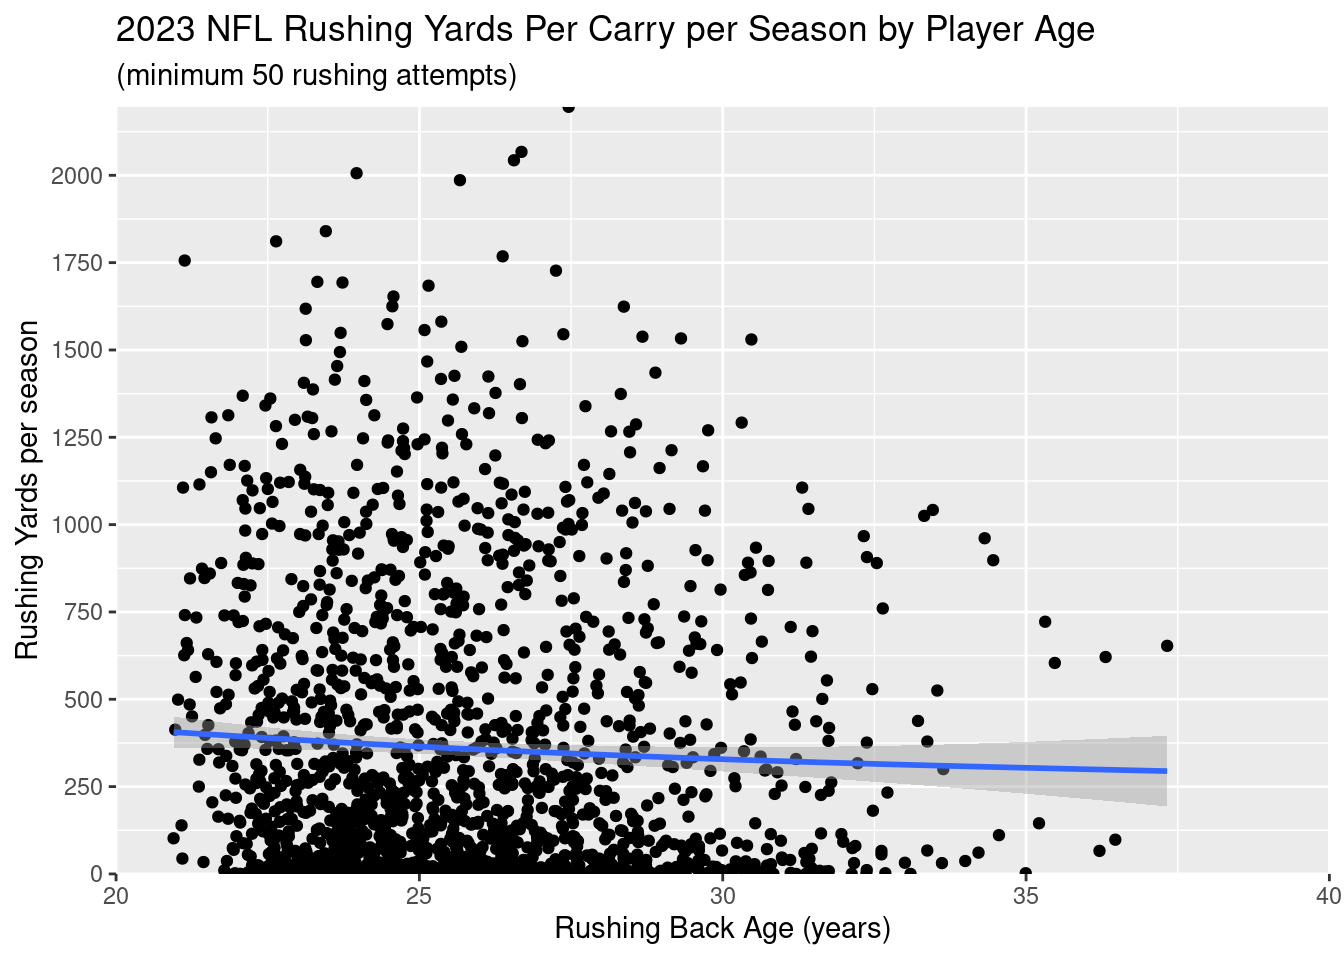 2023 NFL Rushing Yards Per Carry per Season by Player Age
(minimum 50 rushing attempts)
Rushing Yards per season
2000
1750
1500
1250
1000
750
500
250
0
20 25 30 35 40
Rushing Back Age (years)